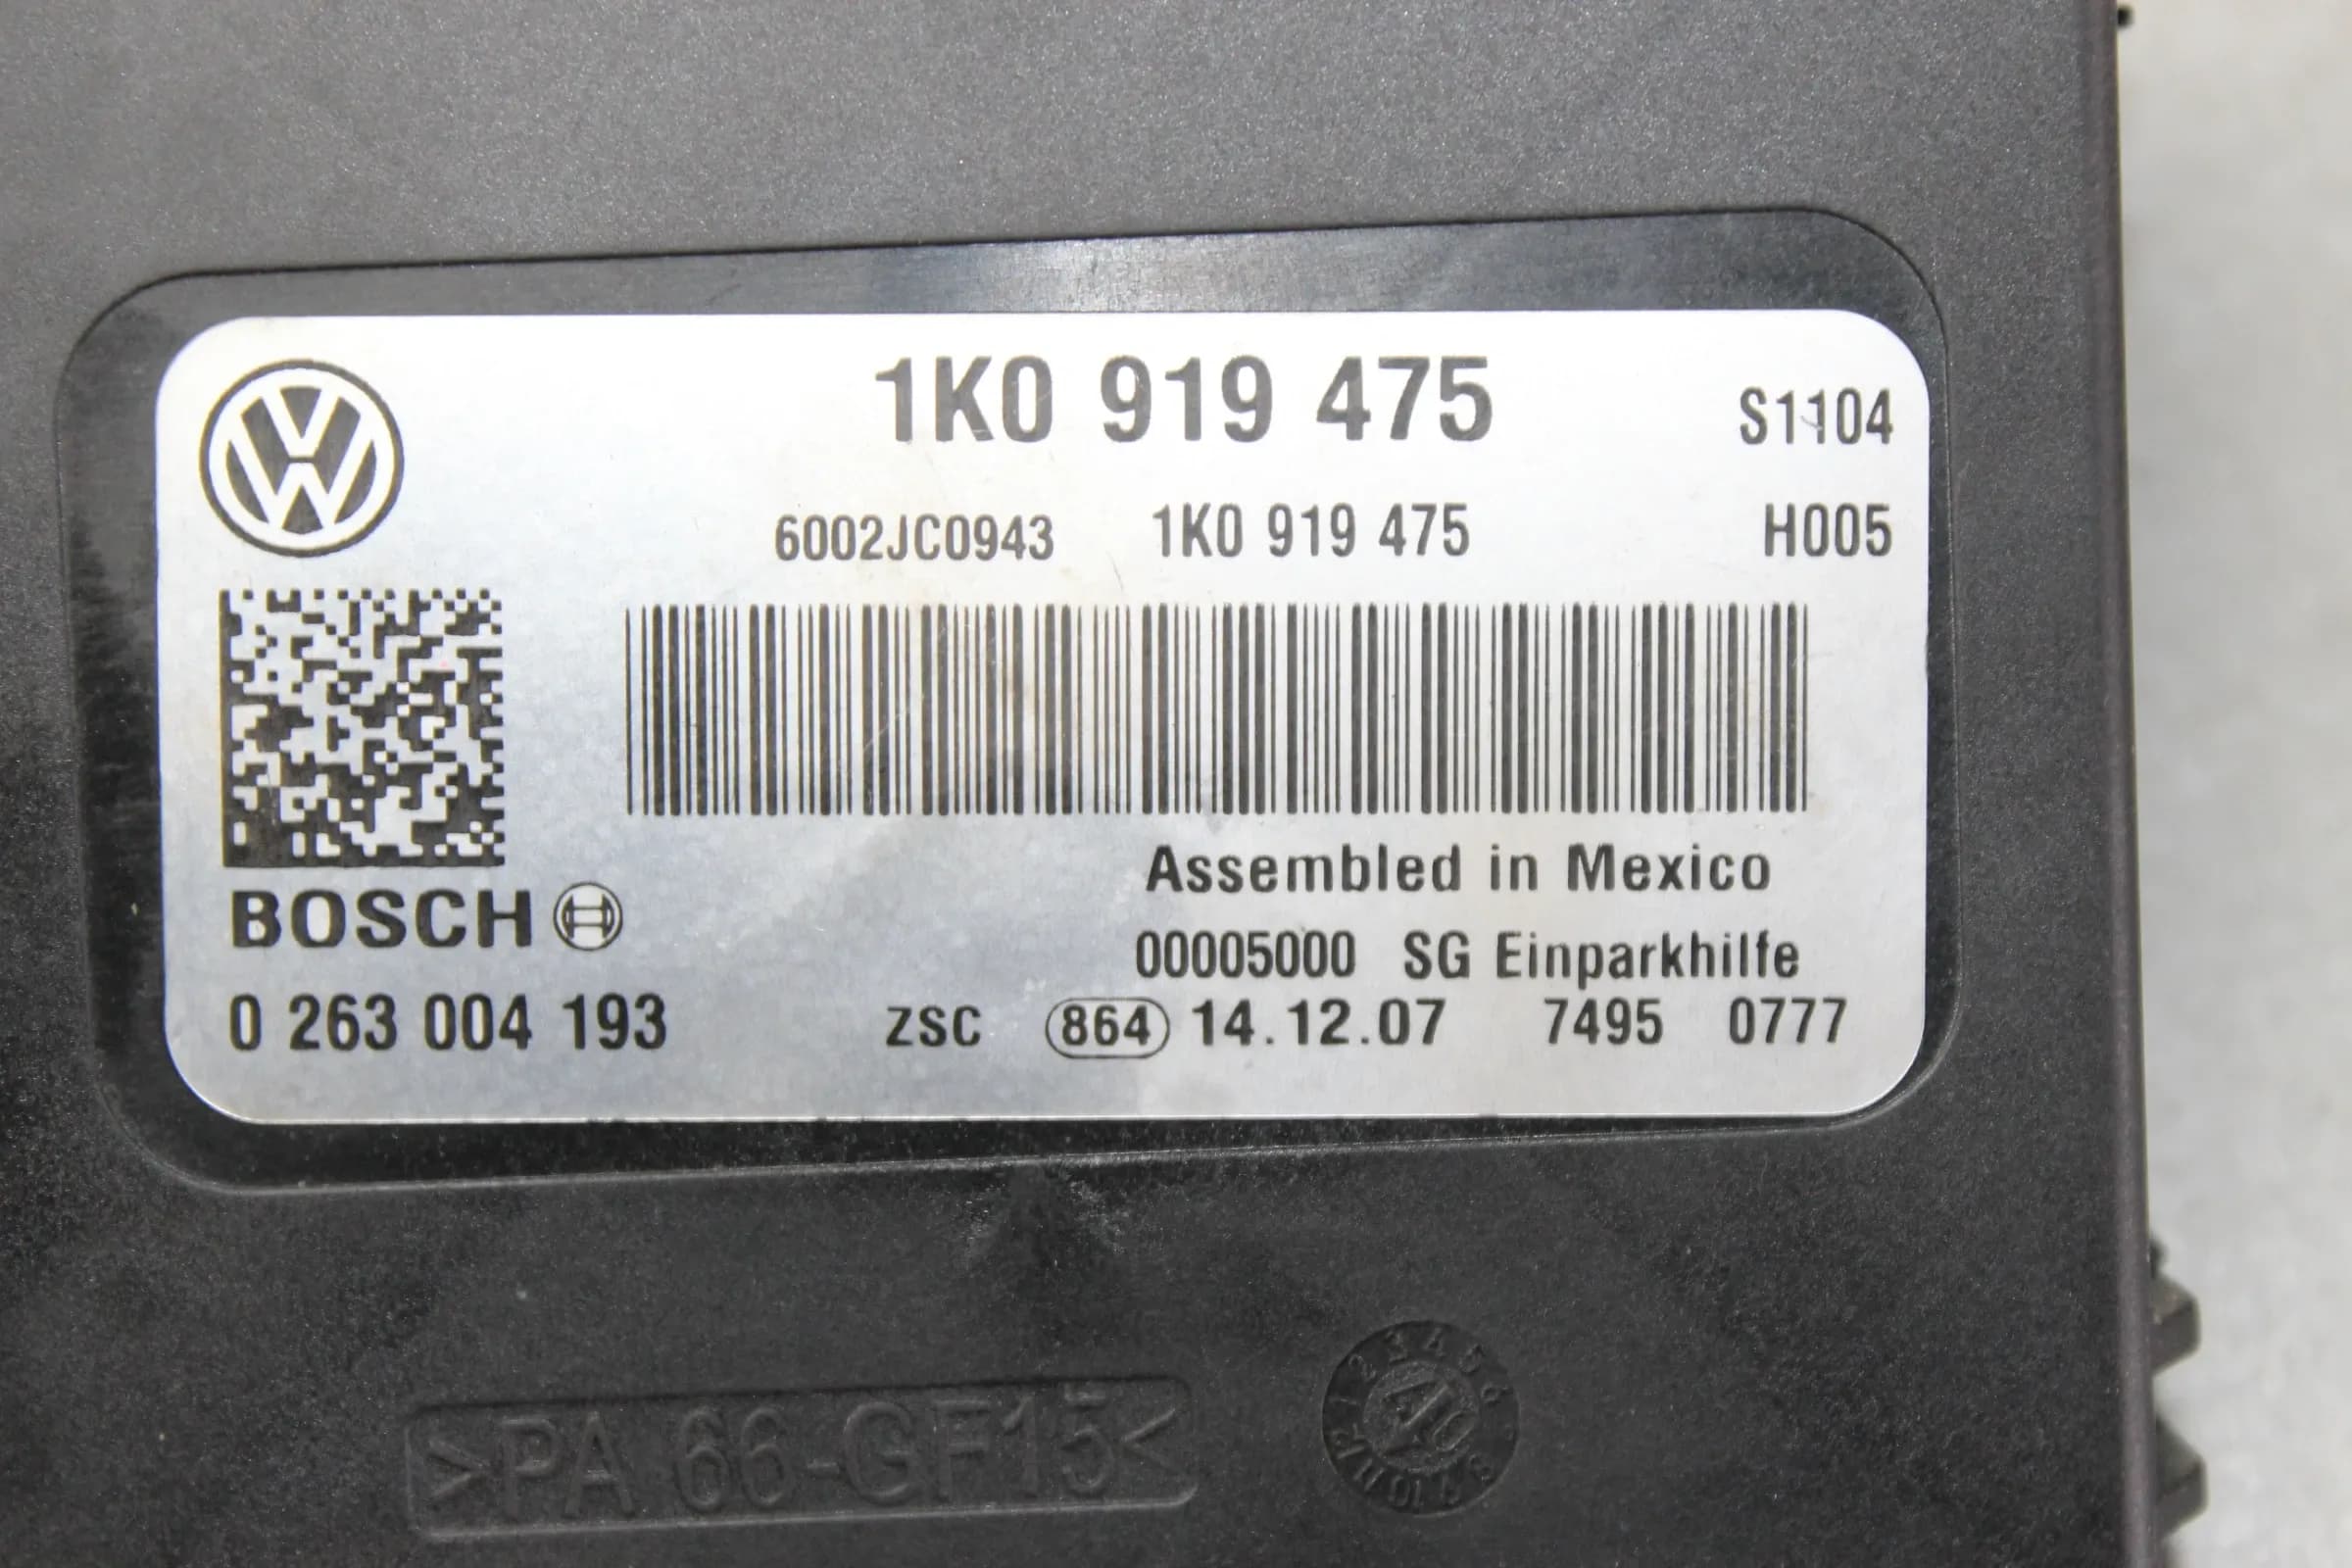 1K0 919 475 S1104
6002JC0943 1K0 919 475 H005
Assembled in Mexico
BOSCH
00005000 SG Einparkhilfe
0 263 004 193 ZSC 864 14.12.07 7495 0777
>PA 66-GF15<